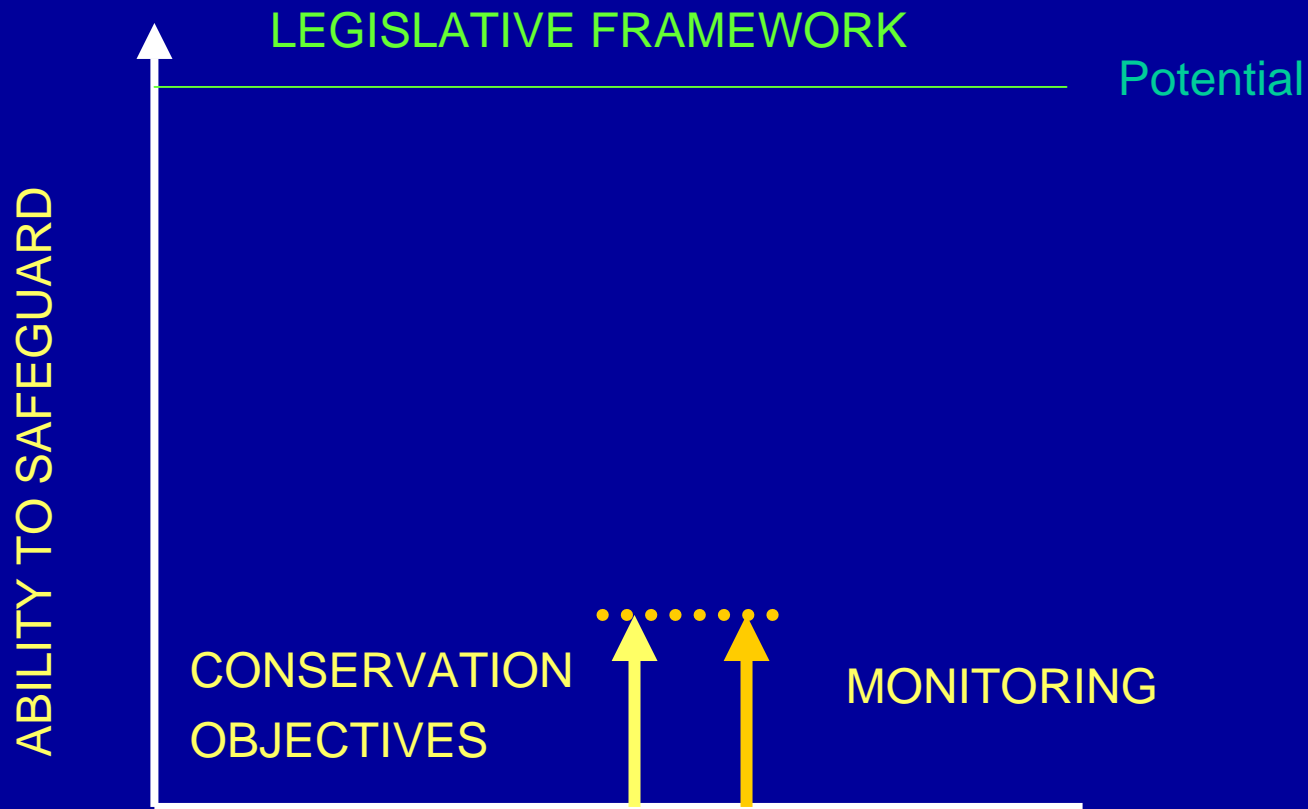 LEGISLATIVE FRAMEWORK
Potential
ABILITY TO SAFEGUARD
CONSERVATION
OBJECTIVES
MONITORING